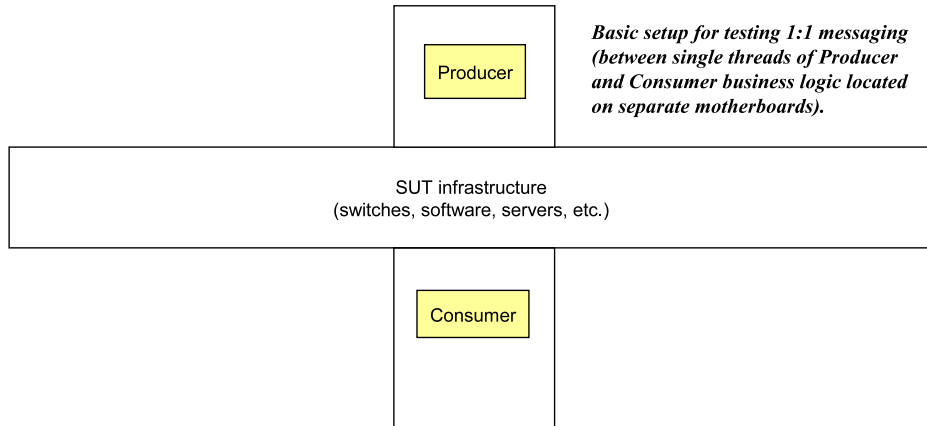 Producer
Basic setup for testing 1:1 messaging
(between single threads of Producer
and Consumer business logic located
on separate motherboards).
SUT infrastructure
(switches, software, servers, etc.)
Consumer